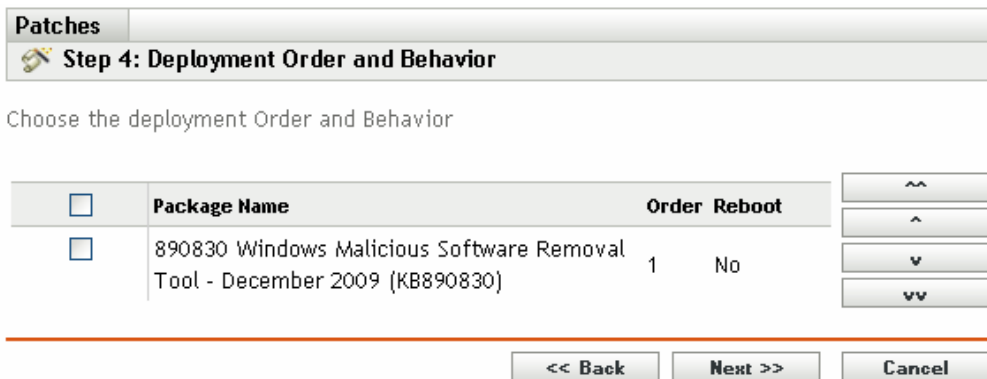 Patches
Step 4: Deployment Order and Behavior
Choose the deployment Order and Behavior
Package Name Order Reboot
890830 Windows Malicious Software Removal
Tool - December 2009 (KB890830) 1 No
^^
^
v
vv
<< Back Next >> Cancel